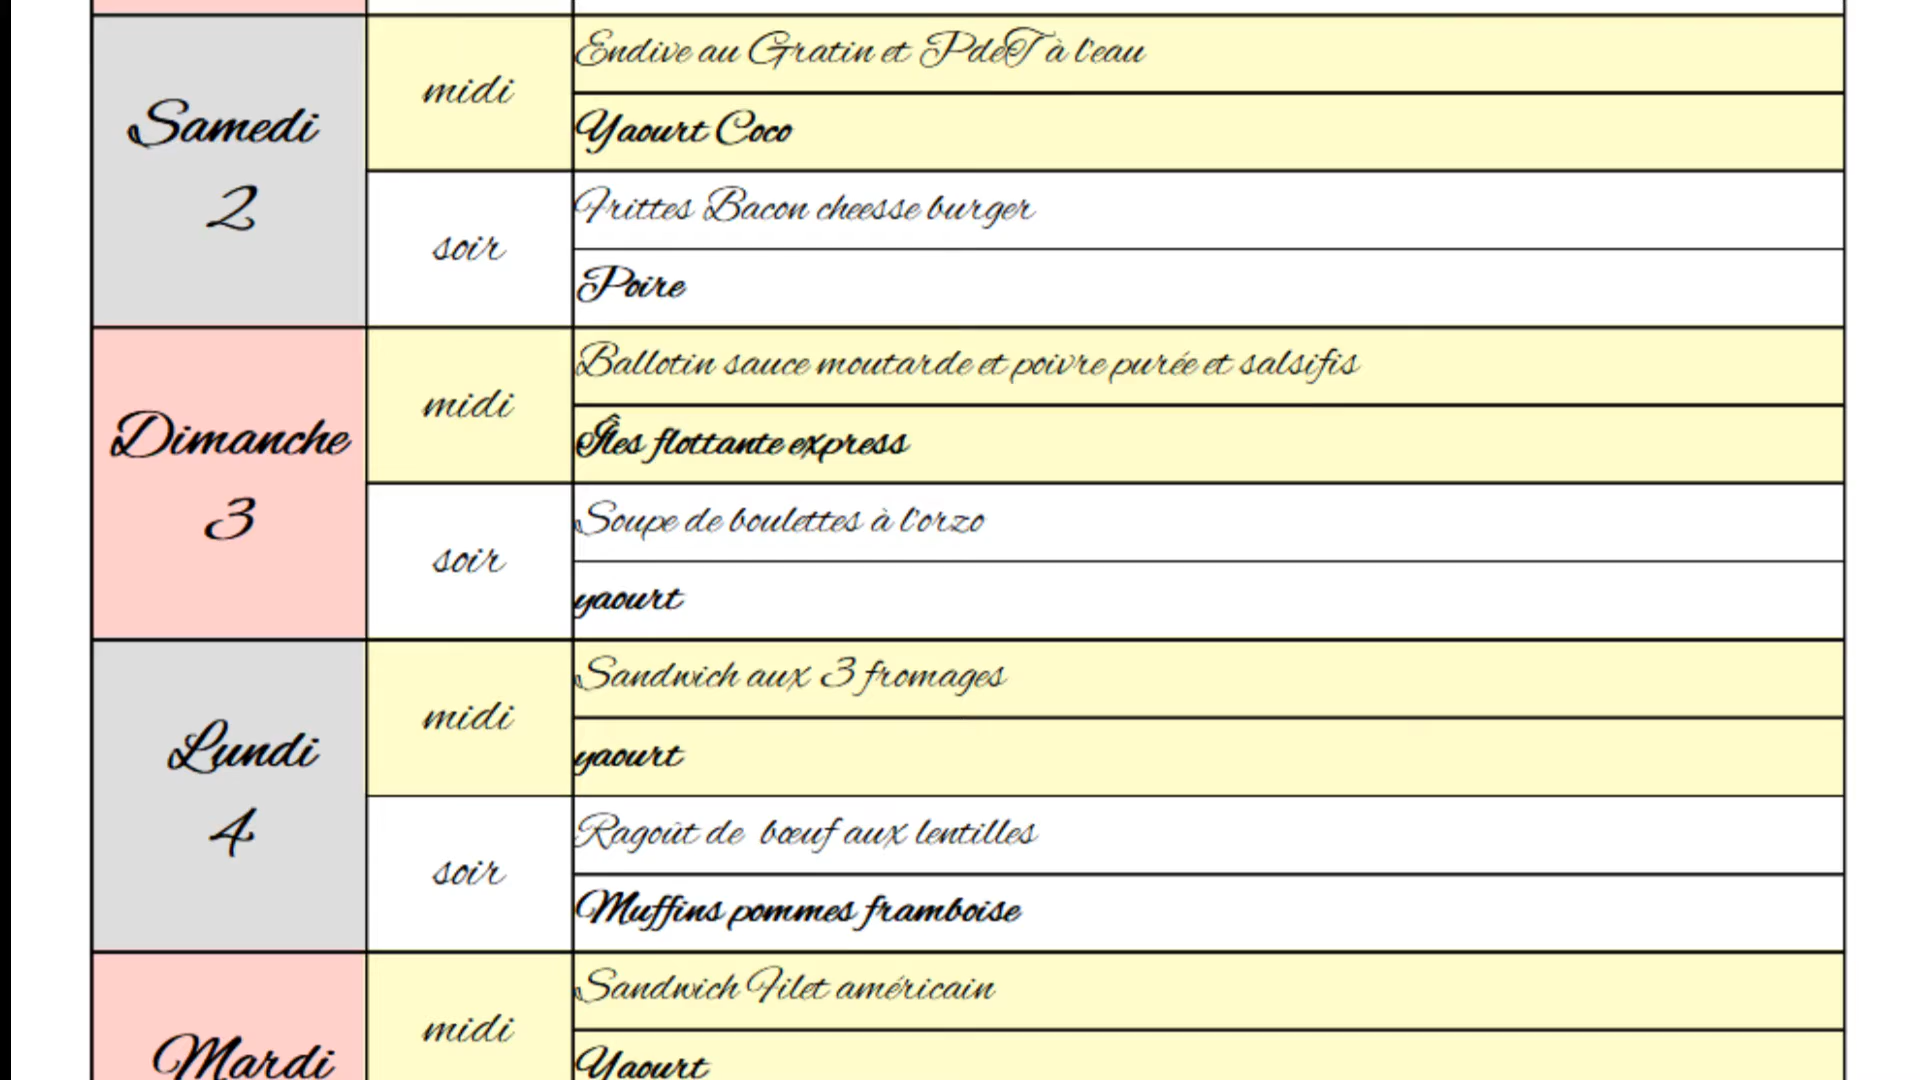 Samedi
2
midi
Endive au Gratin et PdeT à l'eau
Yaourt Coco
soir
Frittes Bacon cheesse burger
Poire
Dimanche
3
midi
Ballotin sauce moutarde et poivre purée et salsifis
Îles flottante express
soir
Soupe de boulettes à l'orzo
yaourt
Lundi
4
midi
Sandwich aux 3 fromages
yaourt
soir
Ragoût de bœuf aux lentilles
Muffins pommes framboise
Mardi
midi
Sandwich Filet américain
Yaourt